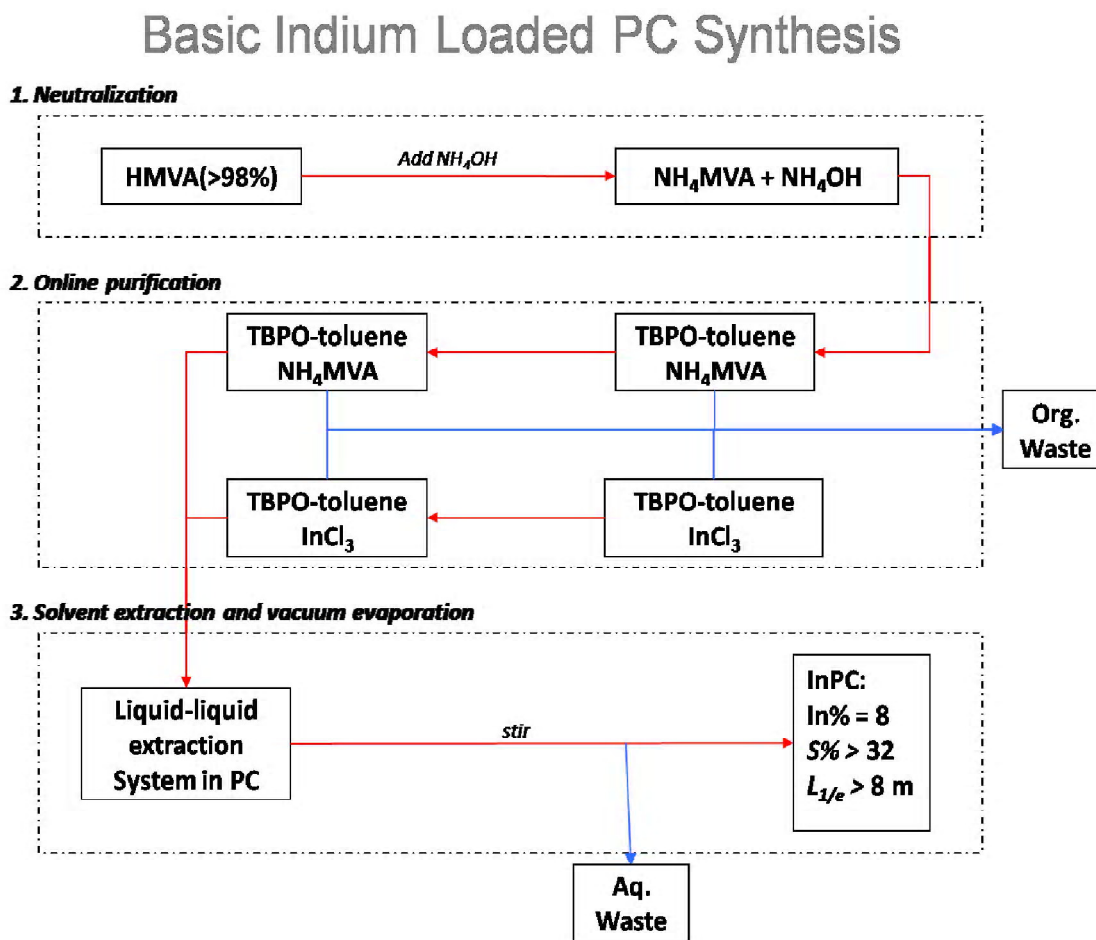 Basic Indium Loaded PC Synthesis
1. Neutralization
HMVA(>98%)
Add NH₄OH
NH₄MVA + NH₄OH
2. Online purification
TBPO-toluene
NH₄MVA
TBPO-toluene
NH₄MVA
Org.
Waste
TBPO-toluene
InCl₃
TBPO-toluene
InCl₃
3. Solvent extraction and vacuum evaporation
Liquid-liquid
extraction
System in PC
stir
InPC:
In% = 8
S% > 32
L₁/ₑ > 8 m
Aq.
Waste